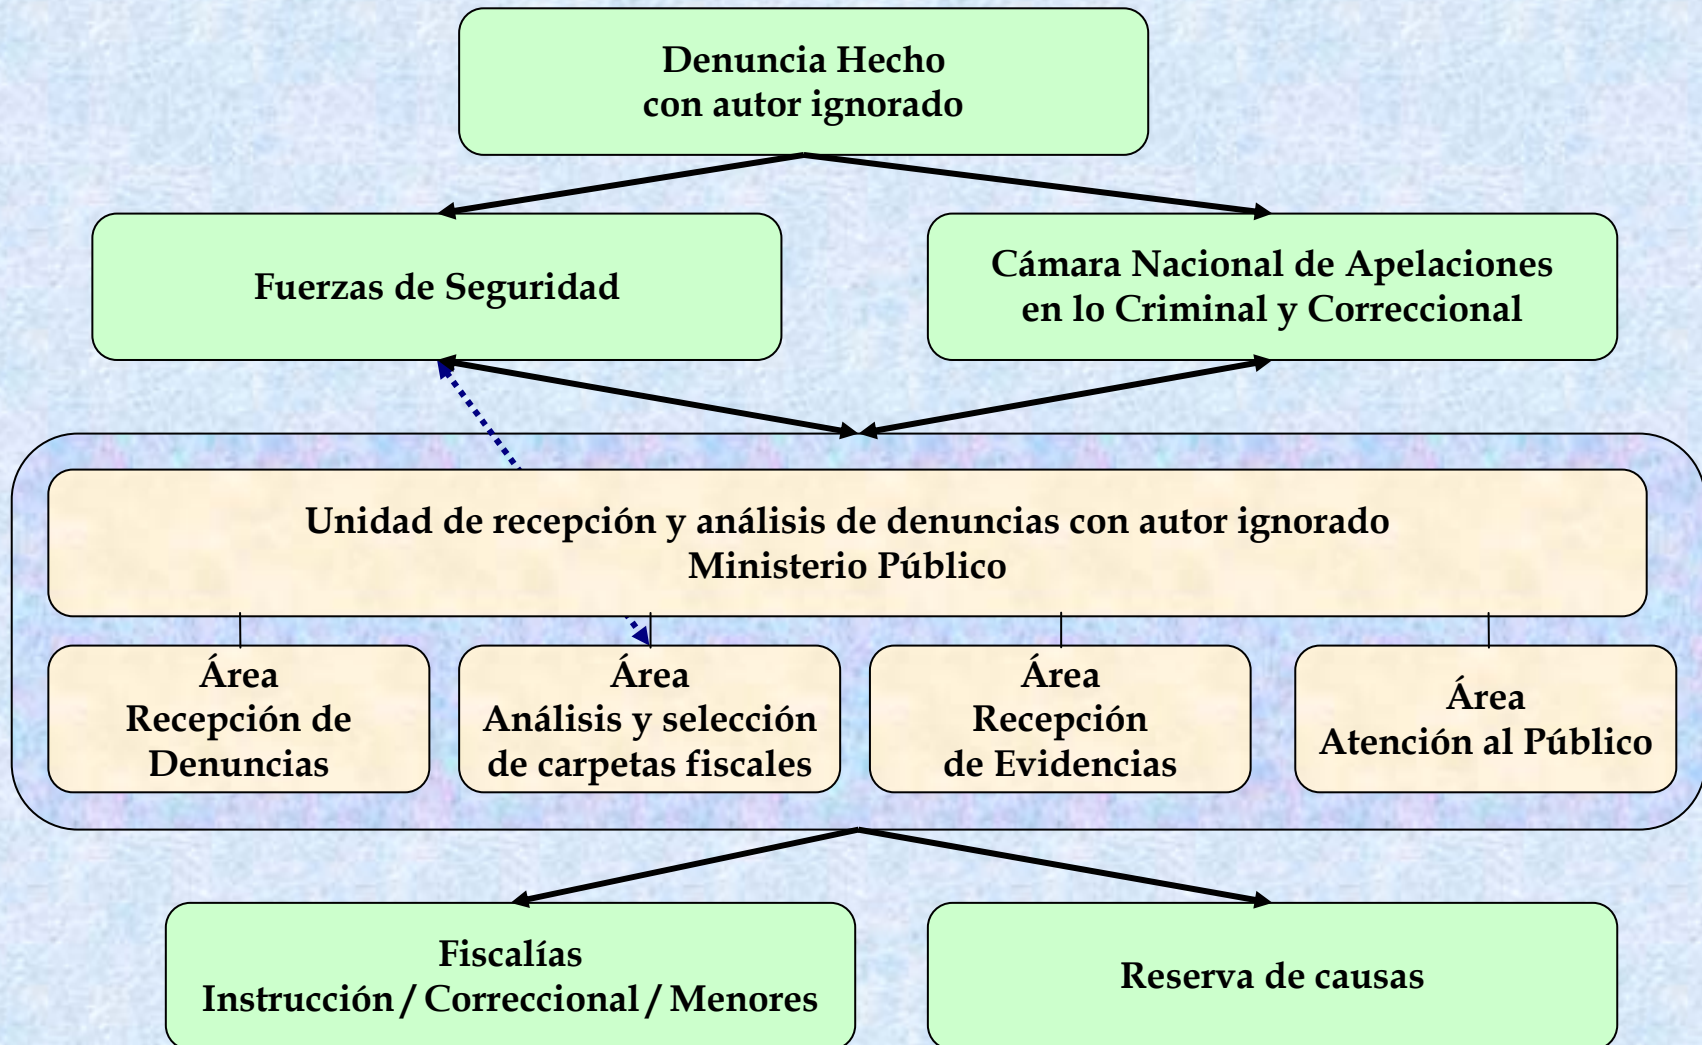 Denuncia Hecho
con autor ignorado
Fuerzas de Seguridad
Cámara Nacional de Apelaciones
en lo Criminal y Correccional
Unidad de recepción y análisis de denuncias con autor ignorado
Ministerio Público
Área
Recepción de
Denuncias
Área
Análisis y selección
de carpetas fiscales
Área
Recepción
de Evidencias
Área
Atención al Público
Fiscalías
Instrucción / Correccional / Menores
Reserva de causas